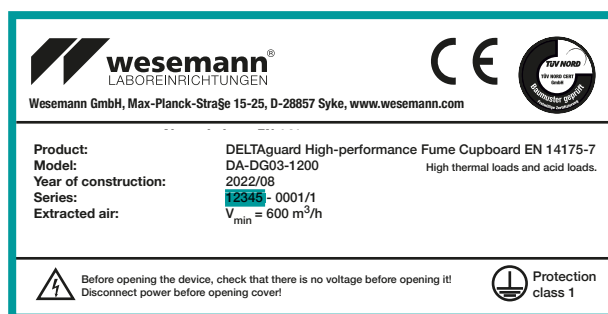 wesemann®
LABOREINRICHTUNGEN
CE
TÜV NORD
TÜV NORD CERT
GmbH
Baumuster geprüft
Wesemann GmbH, Max-Planck-Stra§e 15-25, D-28857 Syke, www.wesemann.com
Product: DELTAguard High-performance Fume Cupboard EN 14175-7
Model: DA-DG03-1200 High thermal loads and acid loads.
Year of construction: 2022/08
Series: 12345 - 0001/1
Extracted air: Vmin = 600 m³/h
Before opening the device, check that there is no voltage before opening it!
Disconnect power before opening cover!
Protection
class 1